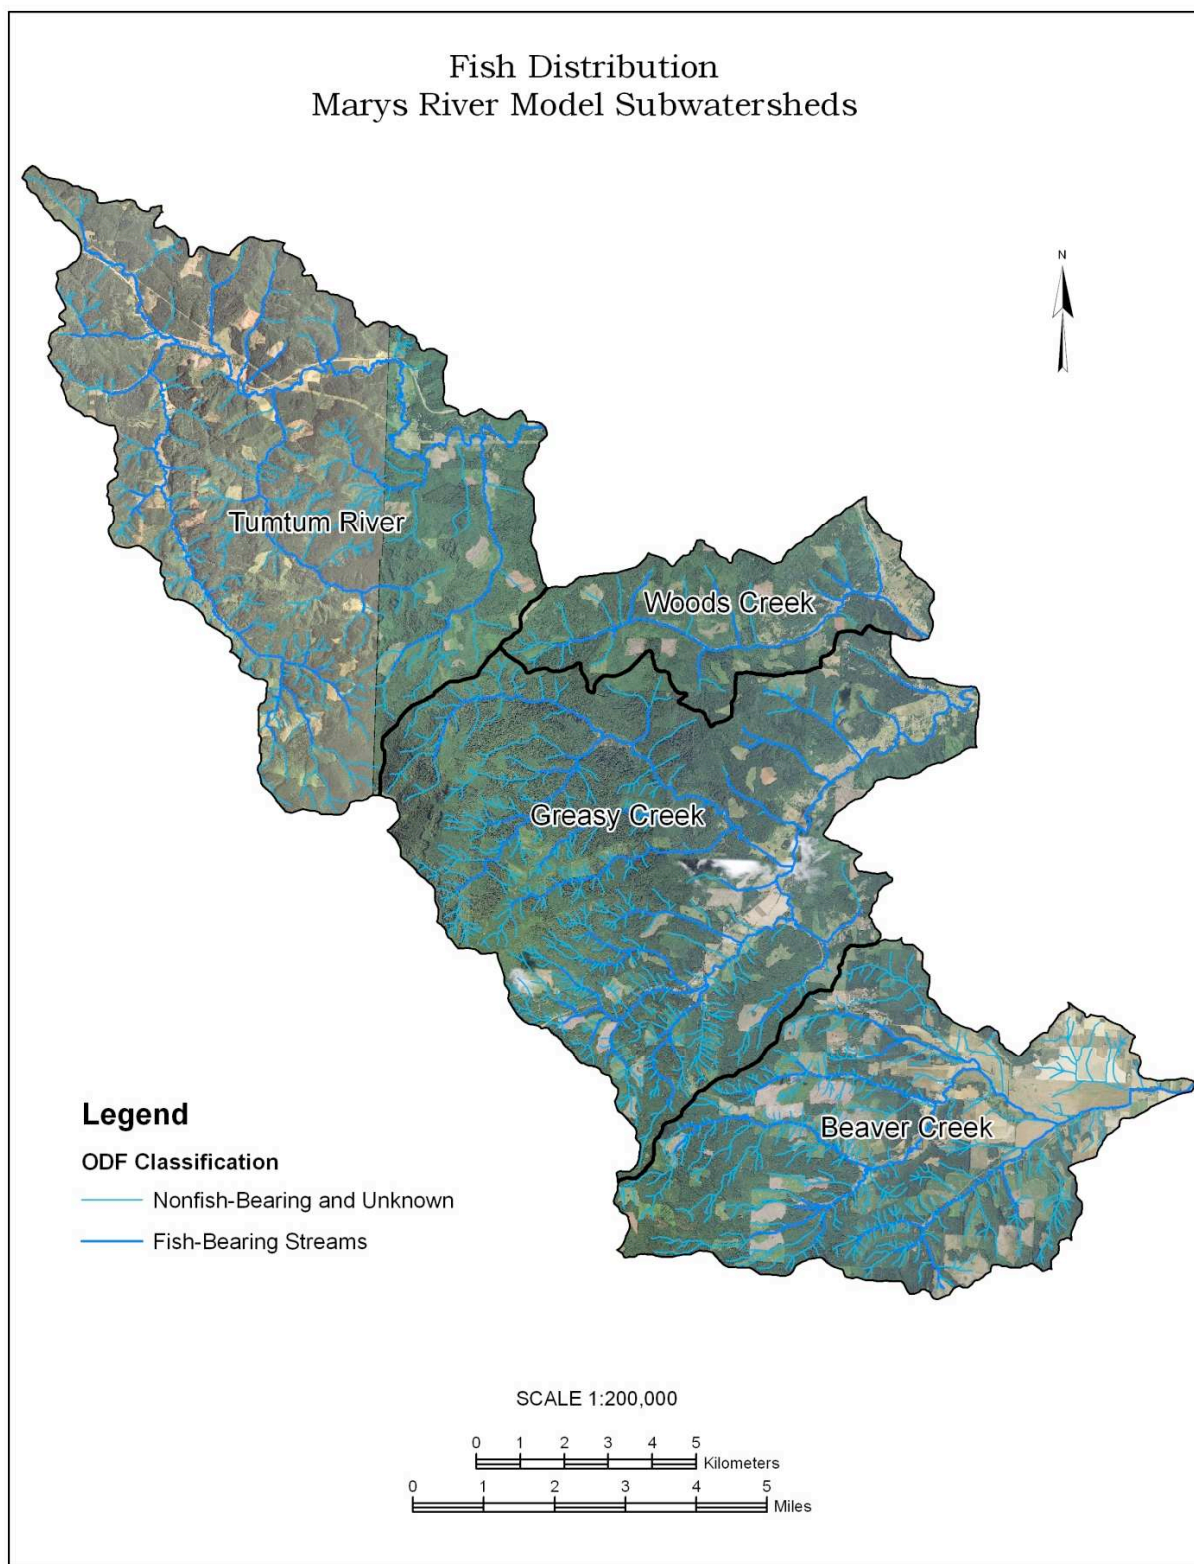 Fish Distribution
Marys River Model Subwatersheds
N
Tumtum River
Woods Creek
Greasy Creek
Beaver Creek
Legend
ODF Classification
Nonfish-Bearing and Unknown
Fish-Bearing Streams
SCALE 1:200,000
0 1 2 3 4 5
Kilometers
0 1 2 3 4 5
Miles